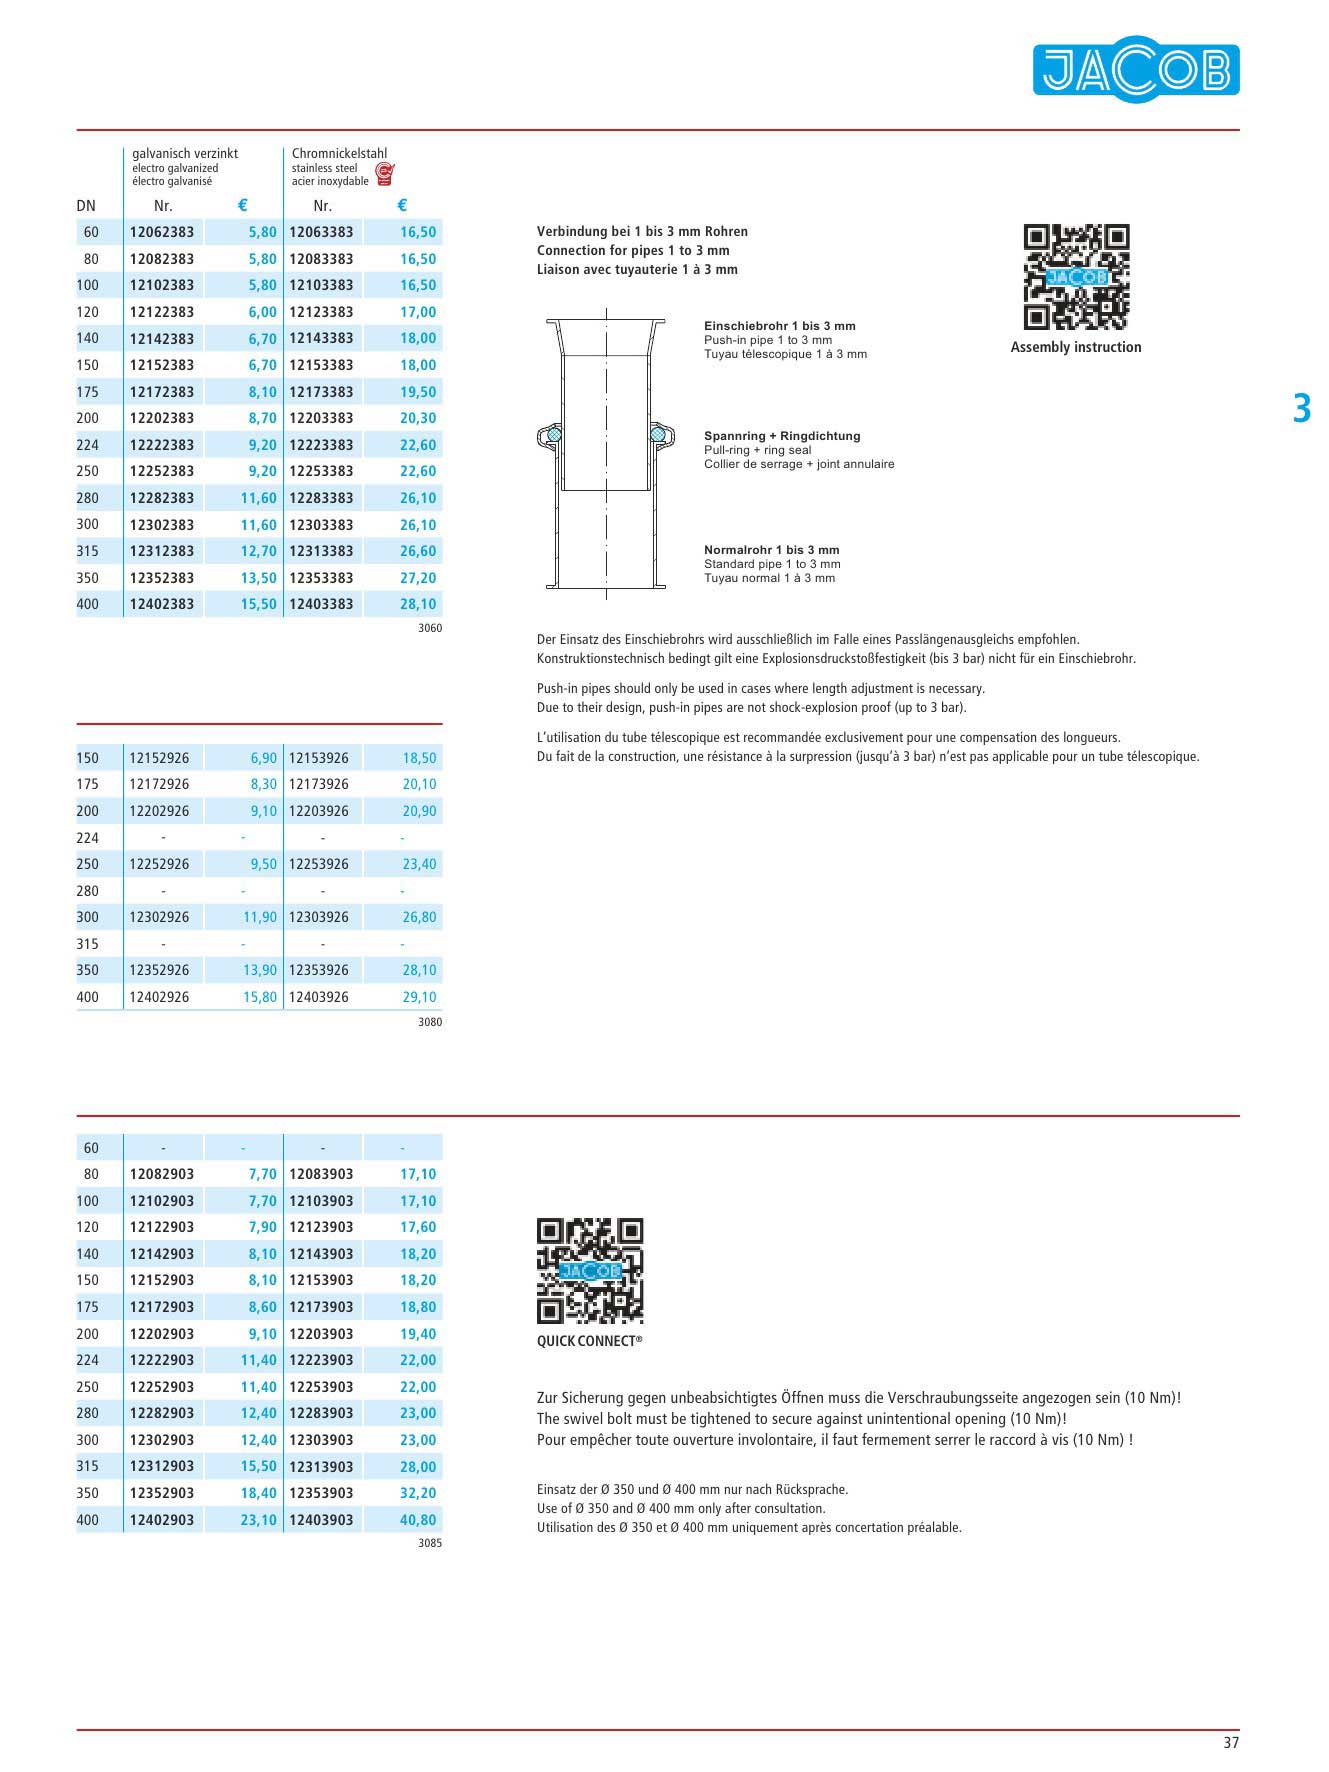 JACOB
galvanisch verzinkt Chromnickelstahl
electro galvanized stainless steel
électro galvanisé acier inoxydable
DN Nr. € Nr. €
60 12062383 5,80 12063383 16,50
80 12082383 5,80 12083383 16,50
100 12102383 5,80 12103383 16,50
120 12122383 6,00 12123383 17,00
140 12142383 6,70 12143383 18,00
150 12152383 6,70 12153383 18,00
175 12172383 8,10 12173383 19,50
200 12202383 8,70 12203383 20,30
224 12222383 9,20 12223383 22,60
250 12252383 9,20 12253383 22,60
280 12282383 11,60 12283383 26,10
300 12302383 11,60 12303383 26,10
315 12312383 12,70 12313383 26,60
350 12352383 13,50 12353383 27,20
400 12402383 15,50 12403383 28,10
3060
Verbindung bei 1 bis 3 mm Rohren
Connection for pipes 1 to 3 mm
Liaison avec tuyauterie 1 à 3 mm
JACOB
Assembly instruction
3
Einschiebrohr 1 bis 3 mm
Push-in pipe 1 to 3 mm
Tuyau télescopique 1 à 3 mm
Spannring + Ringdichtung
Pull-ring + ring seal
Collier de serrage + joint annulaire
Normalrohr 1 bis 3 mm
Standard pipe 1 to 3 mm
Tuyau normal 1 à 3 mm
Der Einsatz des Einschiebrohrs wird ausschließlich im Falle eines Passlängenausgleichs empfohlen.
Konstruktionstechnisch bedingt gilt eine Explosionsdruckstoßfestigkeit (bis 3 bar) nicht für ein Einschiebrohr.
Push-in pipes should only be used in cases where length adjustment is necessary.
Due to their design, push-in pipes are not shock-explosion proof (up to 3 bar).
L’utilisation du tube télescopique est recommandée exclusivement pour une compensation des longueurs.
Du fait de la construction, une résistance à la surpression (jusqu’à 3 bar) n’est pas applicable pour un tube télescopique.
150 12152926 6,90 12153926 18,50
175 12172926 8,30 12173926 20,10
200 12202926 9,10 12203926 20,90
224 - - - -
250 12252926 9,50 12253926 23,40
280 - - - -
300 12302926 11,90 12303926 26,80
315 - - - -
350 12352926 13,90 12353926 28,10
400 12402926 15,80 12403926 29,10
3080
60 - - - -
80 12082903 7,70 12083903 17,10
100 12102903 7,70 12103903 17,10
120 12122903 7,90 12123903 17,60
140 12142903 8,10 12143903 18,20
150 12152903 8,10 12153903 18,20
175 12172903 8,60 12173903 18,80
200 12202903 9,10 12203903 19,40
224 12222903 11,40 12223903 22,00
250 12252903 11,40 12253903 22,00
280 12282903 12,40 12283903 23,00
300 12302903 12,40 12303903 23,00
315 12312903 15,50 12313903 28,00
350 12352903 18,40 12353903 32,20
400 12402903 23,10 12403903 40,80
3085
JACOB
QUICK CONNECT®
Zur Sicherung gegen unbeabsichtigtes Öffnen muss die Verschraubungsseite angezogen sein (10 Nm)!
The swivel bolt must be tightened to secure against unintentional opening (10 Nm)!
Pour empêcher toute ouverture involontaire, il faut fermement serrer le raccord à vis (10 Nm) !
Einsatz der Ø 350 und Ø 400 mm nur nach Rücksprache.
Use of Ø 350 and Ø 400 mm only after consultation.
Utilisation des Ø 350 et Ø 400 mm uniquement après concertation préalable.
37